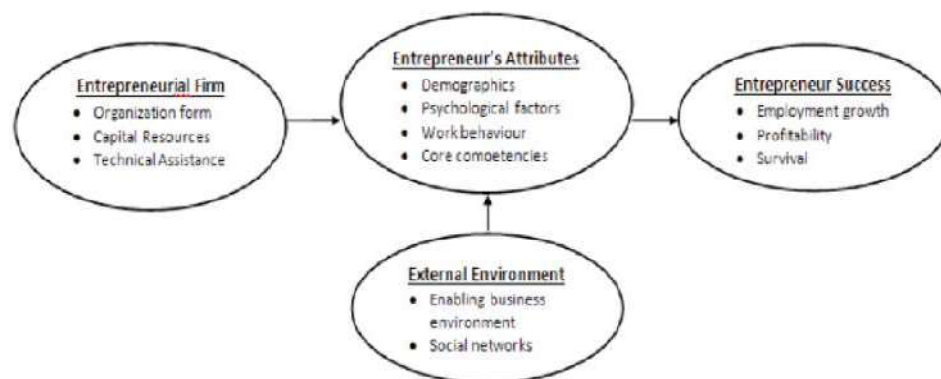 Entrepreneurial Firm
• Organization form
• Capital Resources
• Technical Assistance
Entrepreneur's Attributes
• Demographics
• Psychological factors
• Work behaviour
• Core competencies
Entrepreneur Success
• Employment growth
• Profitability
• Survival
External Environment
• Enabling business
environment
• Social networks